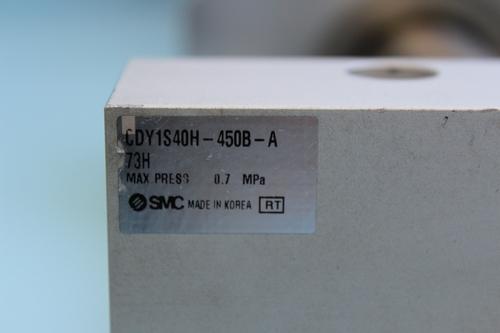 CDY1S40H-450B-A
73H
MAX PRESS 0.7 MPa
SMC MADE IN KOREA RT